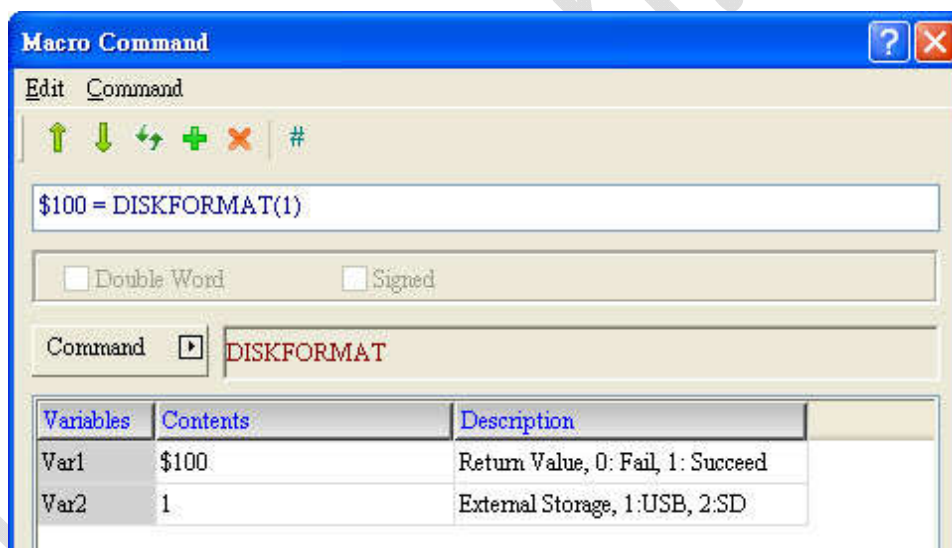 Macro Command
Edit Command
#
$100 = DISKFORMAT(1)
Double Word Signed
Command DISKFORMAT
Variables Contents Description
Var1 $100 Return Value, 0: Fail, 1: Succeed
Var2 1 External Storage, 1:USB, 2:SD